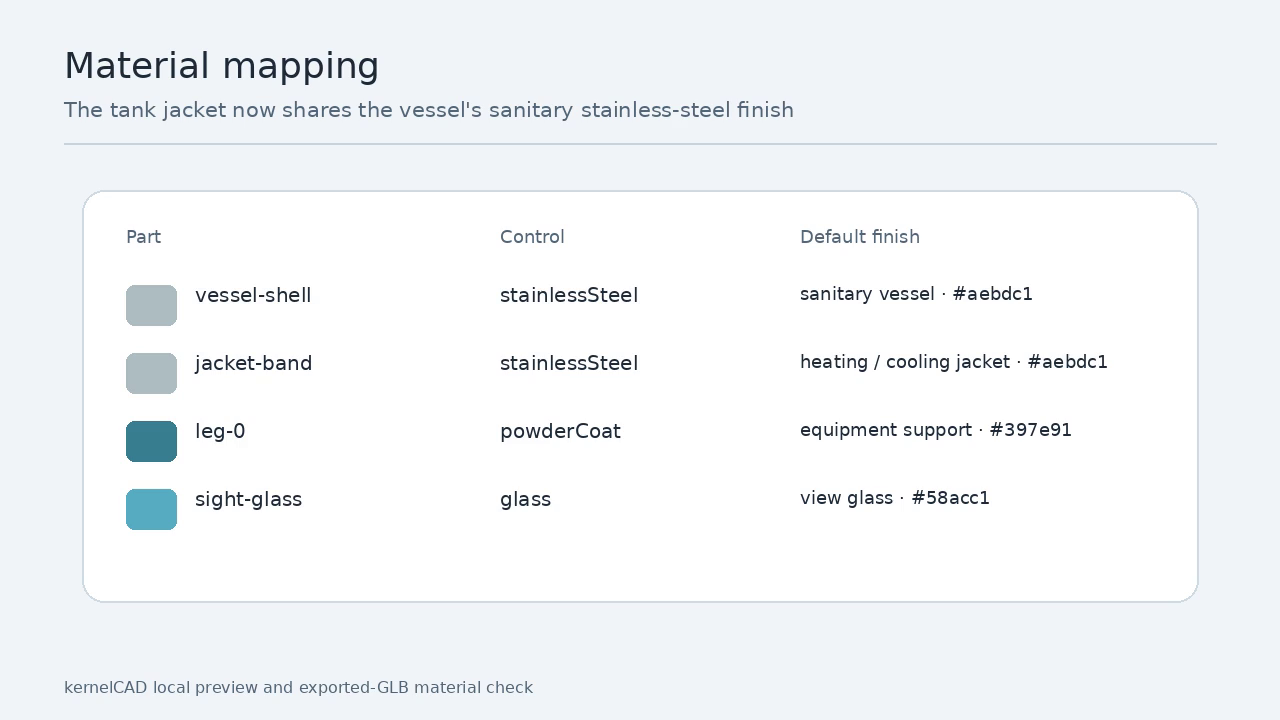 Material mapping
The tank jacket now shares the vessel's sanitary stainless-steel finish
Part Control Default finish
vessel-shell stainlessSteel sanitary vessel · #aebdc1
jacket-band stainlessSteel heating / cooling jacket · #aebdc1
leg-0 powderCoat equipment support · #397e91
sight-glass glass view glass · #58acc1
kernelCAD local preview and exported-GLB material check